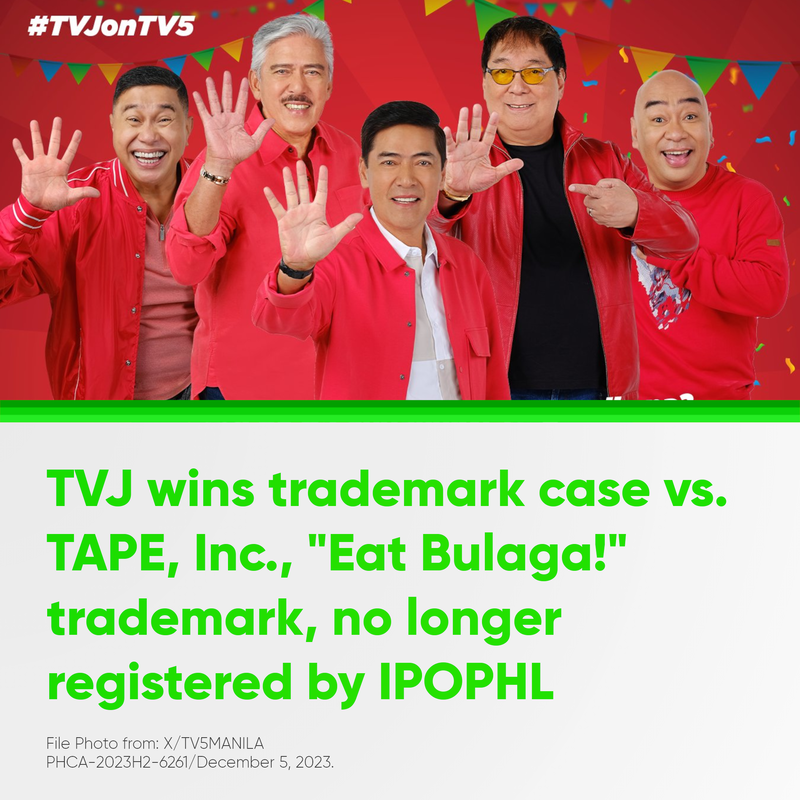 #TVJonTV5
TVJ wins trademark case vs.
TAPE, Inc., "Eat Bulaga!"
trademark, no longer
registered by IPOPHL
File Photo from: X/TV5MANILA
PHCA-2023H2-6261/December 5, 2023.